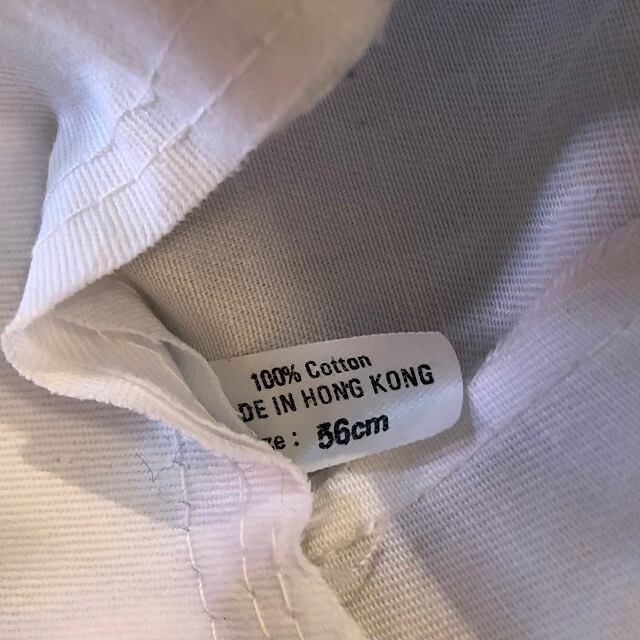 100% Cotton
DE IN HONG KONG
ze : 56cm